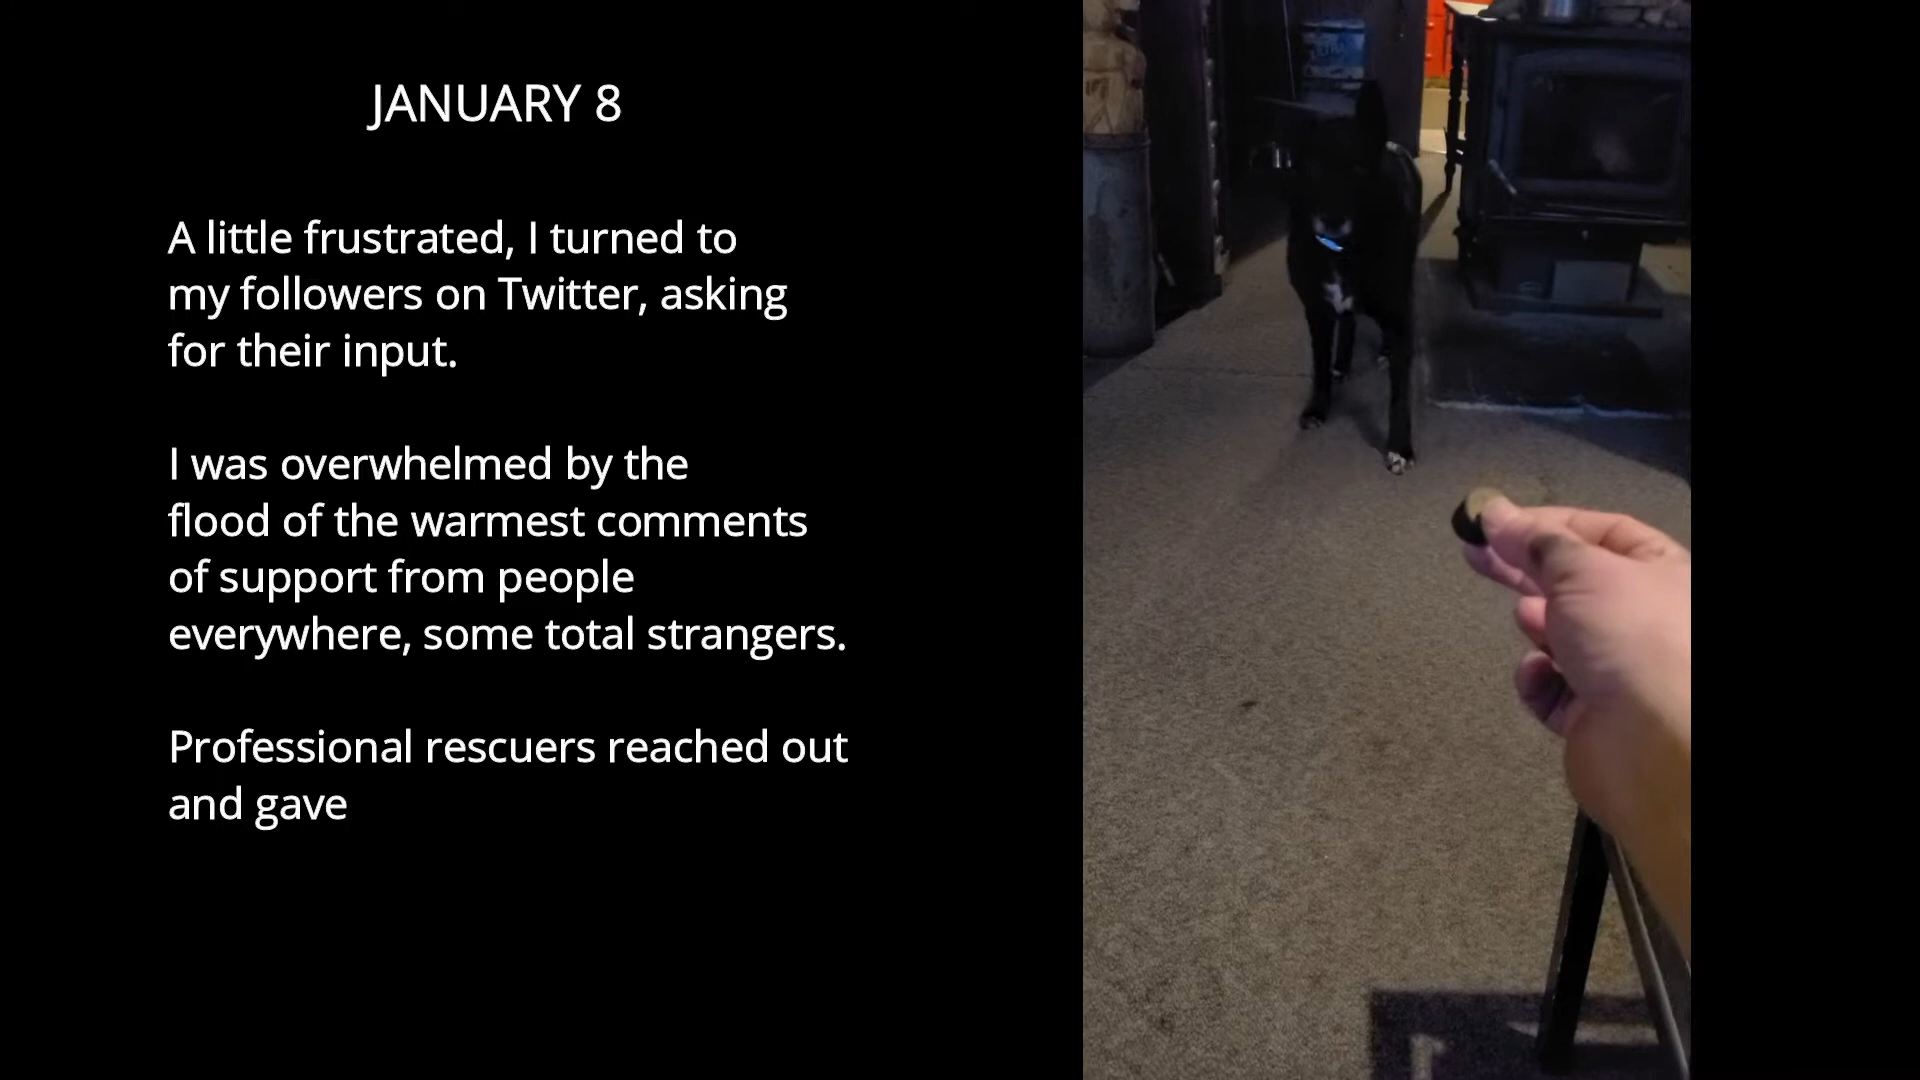 JANUARY 8
A little frustrated, I turned to
my followers on Twitter, asking
for their input.
I was overwhelmed by the
flood of the warmest comments
of support from people
everywhere, some total strangers.
Professional rescuers reached out
and gave